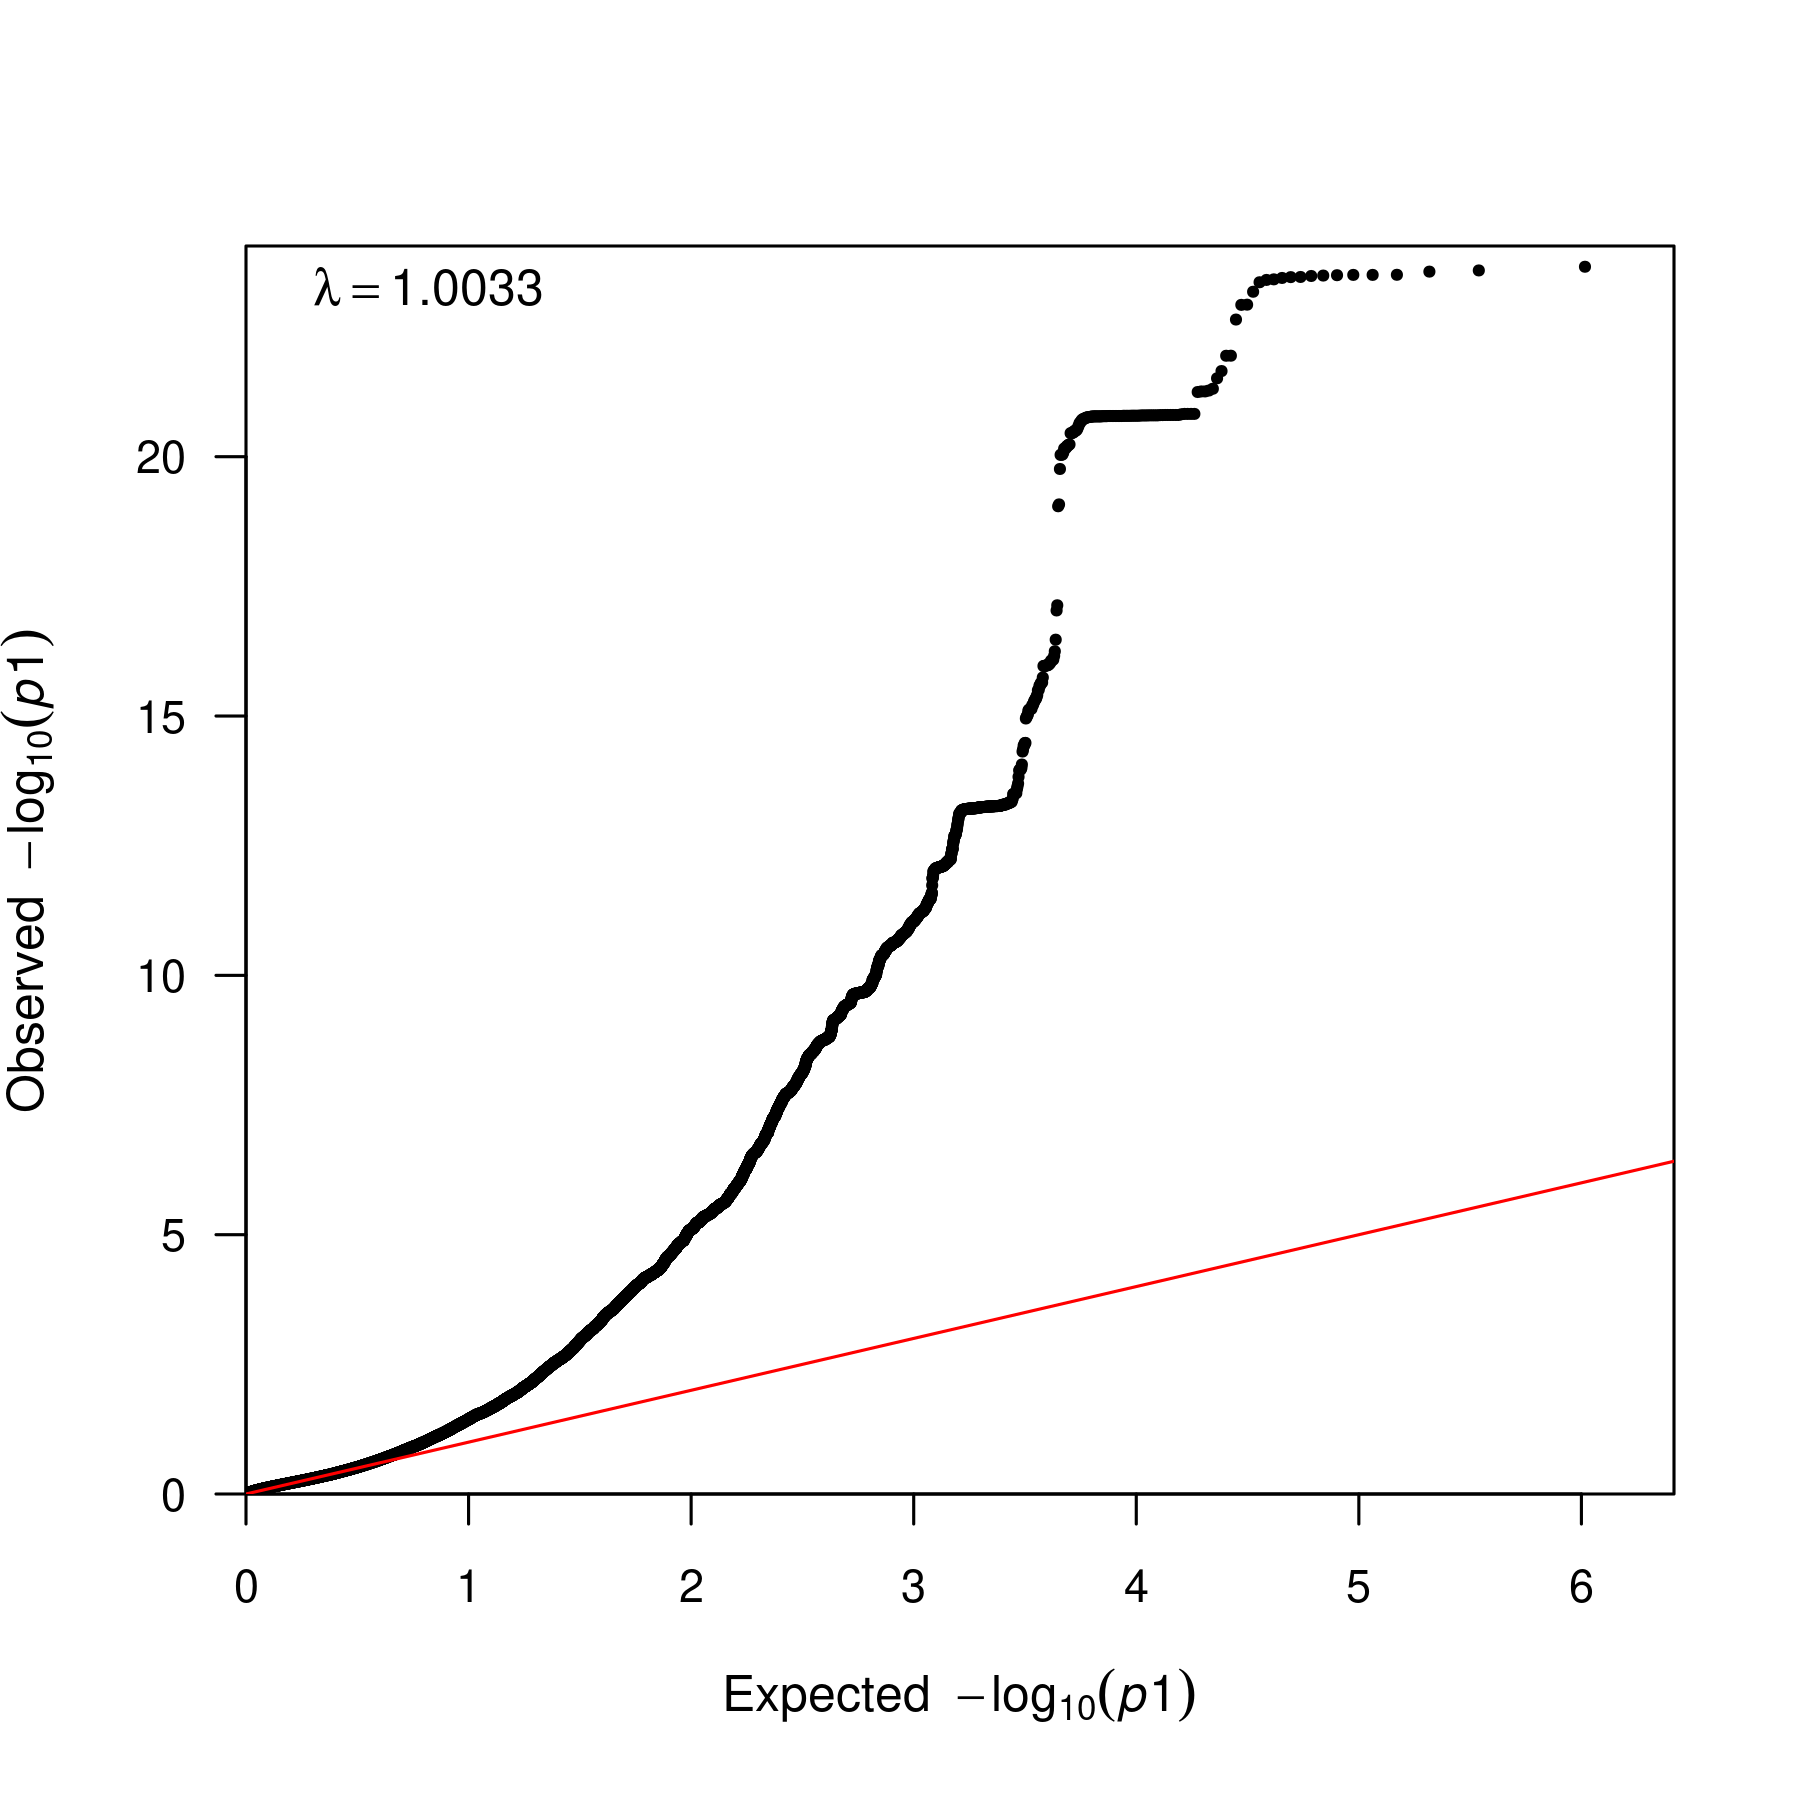 λ = 1.0033
Observed −log10(p1)
20
15
10
5
0
0 1 2 3 4 5 6
Expected −log10(p1)